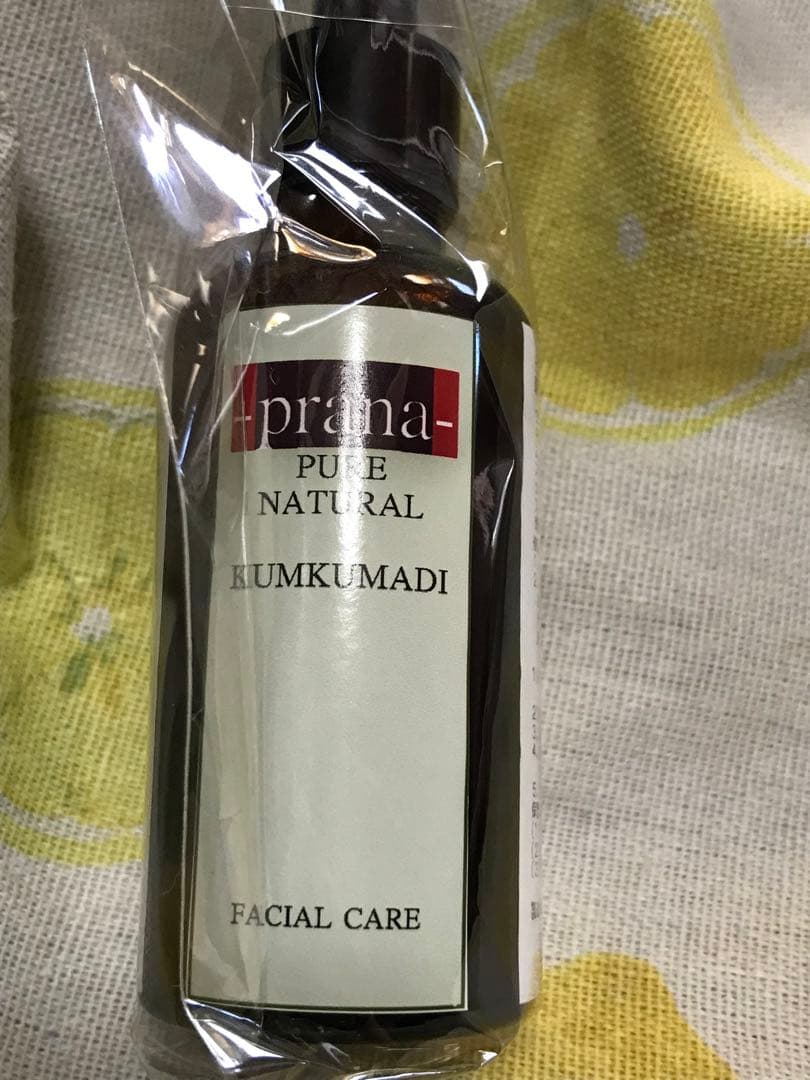 -prana-
PURE
NATURAL
KUMKUMADI
FACIAL CARE